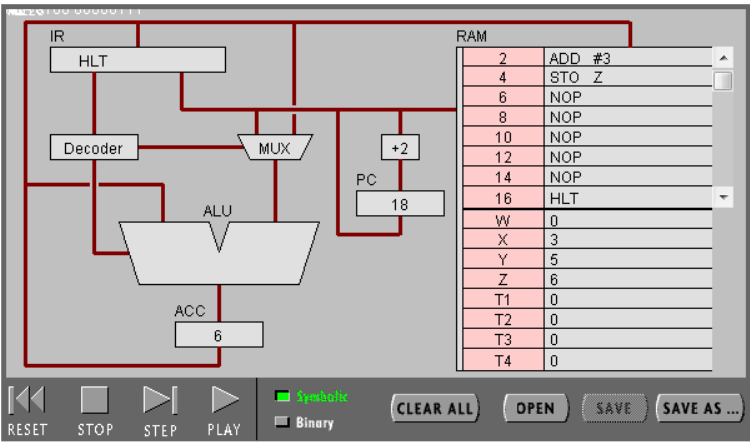 IR
HLT
Decoder
MUX
+2
PC
18
ALU
ACC
6
RAM
2 ADD #3
4 STO Z
6 NOP
8 NOP
10 NOP
12 NOP
14 NOP
16 HLT
W 0
X 3
Y 5
Z 6
T1 0
T2 0
T3 0
T4 0
RESET STOP STEP PLAY
Symbolic
Binary
CLEAR ALL OPEN SAVE SAVE AS ...